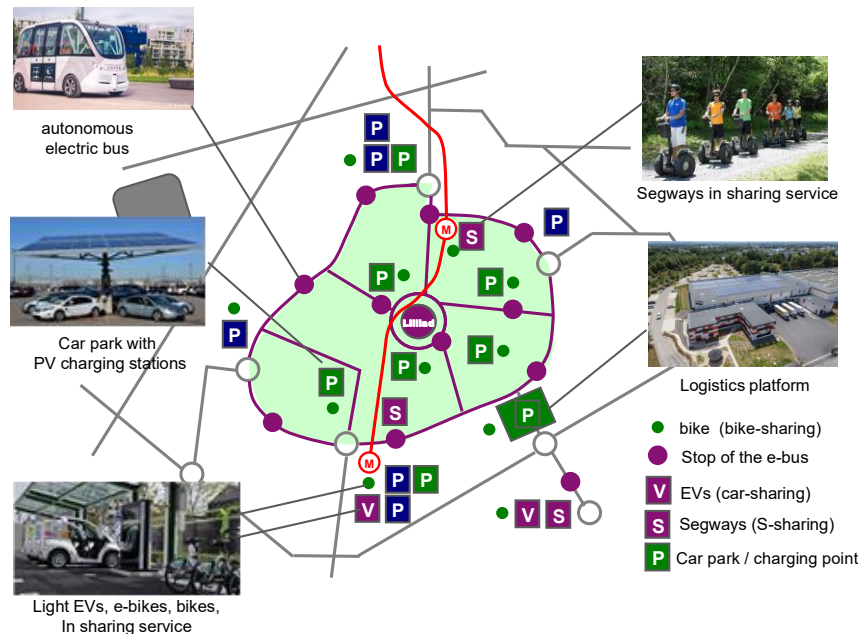 autonomous
electric bus
P
P P
P
M
S
Segways in sharing service
P
P
Car park with
PV charging stations
P
Lilliad
P
P
P
S
P
Logistics platform
bike (bike-sharing)
Stop of the e-bus
EVs (car-sharing)
Segways (S-sharing)
Car park / charging point
V
S
P
M
P P
V P
V S
Light EVs, e-bikes, bikes,
In sharing service